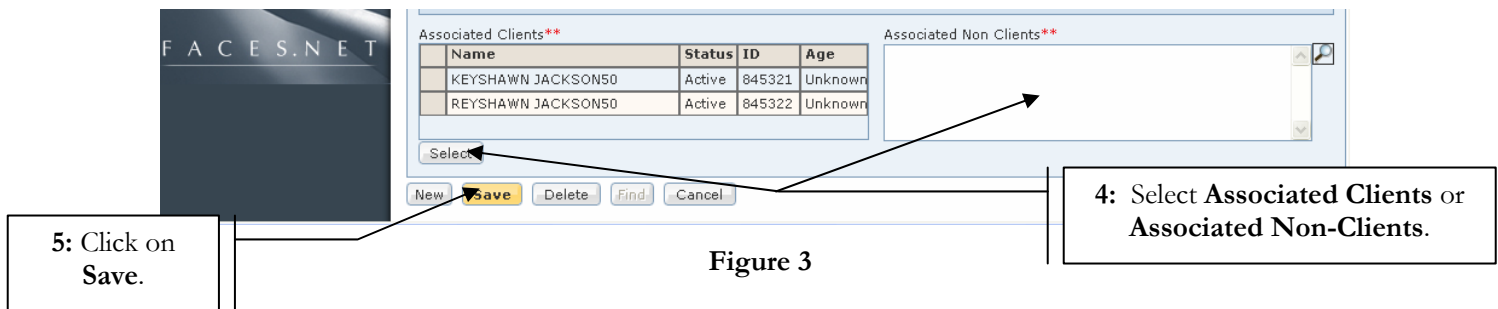 FACES.NET
Associated Clients**
Associated Non Clients**
Name Status ID Age
KEYSHAWN JACKSON50 Active 845321 Unknown
REYSHAWN JACKSON50 Active 845322 Unknown
Select
New Save Delete Find Cancel
4: Select Associated Clients or
Associated Non-Clients.
5: Click on
Save.
Figure 3